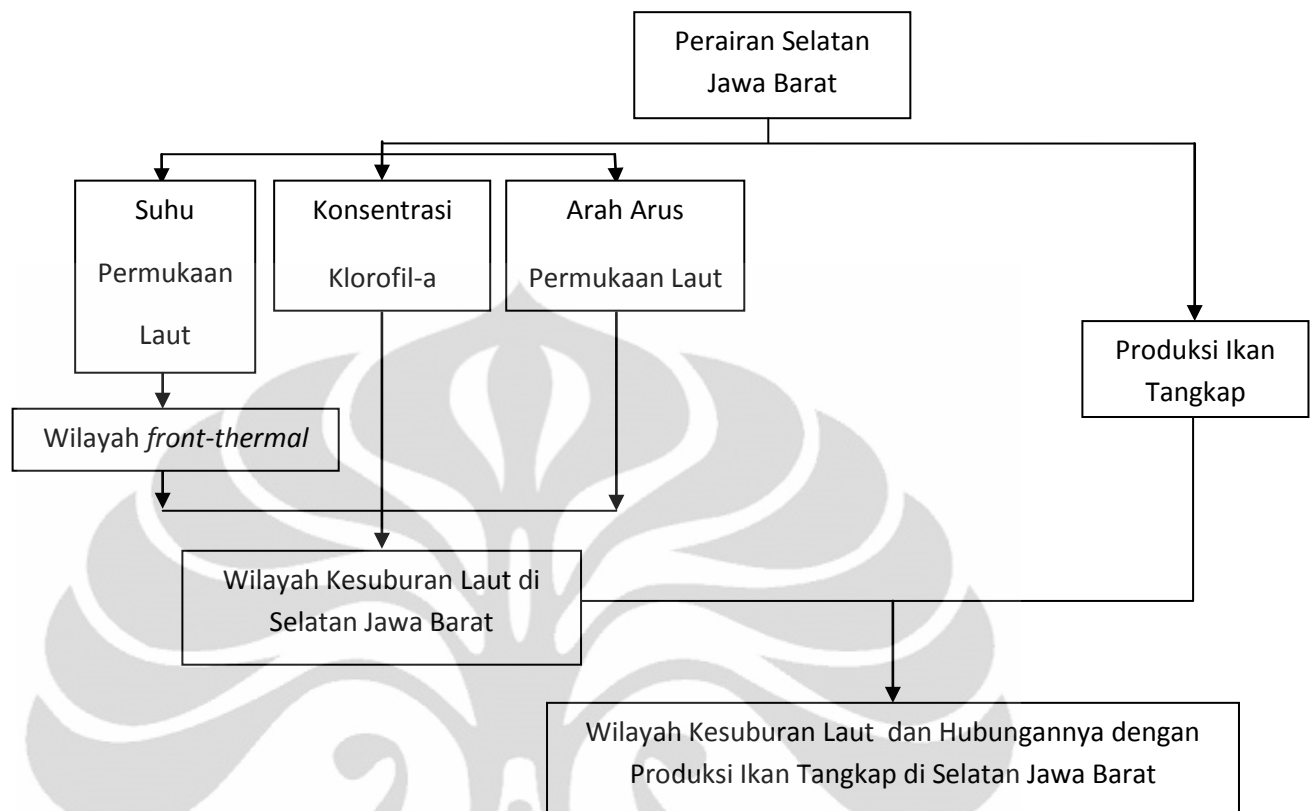 Perairan Selatan
Jawa Barat
Suhu
Permukaan
Laut
Konsentrasi
Klorofil-a
Arah Arus
Permukaan Laut
Produksi Ikan
Tangkap
Wilayah front-thermal
Wilayah Kesuburan Laut di
Selatan Jawa Barat
Wilayah Kesuburan Laut dan Hubungannya dengan
Produksi Ikan Tangkap di Selatan Jawa Barat